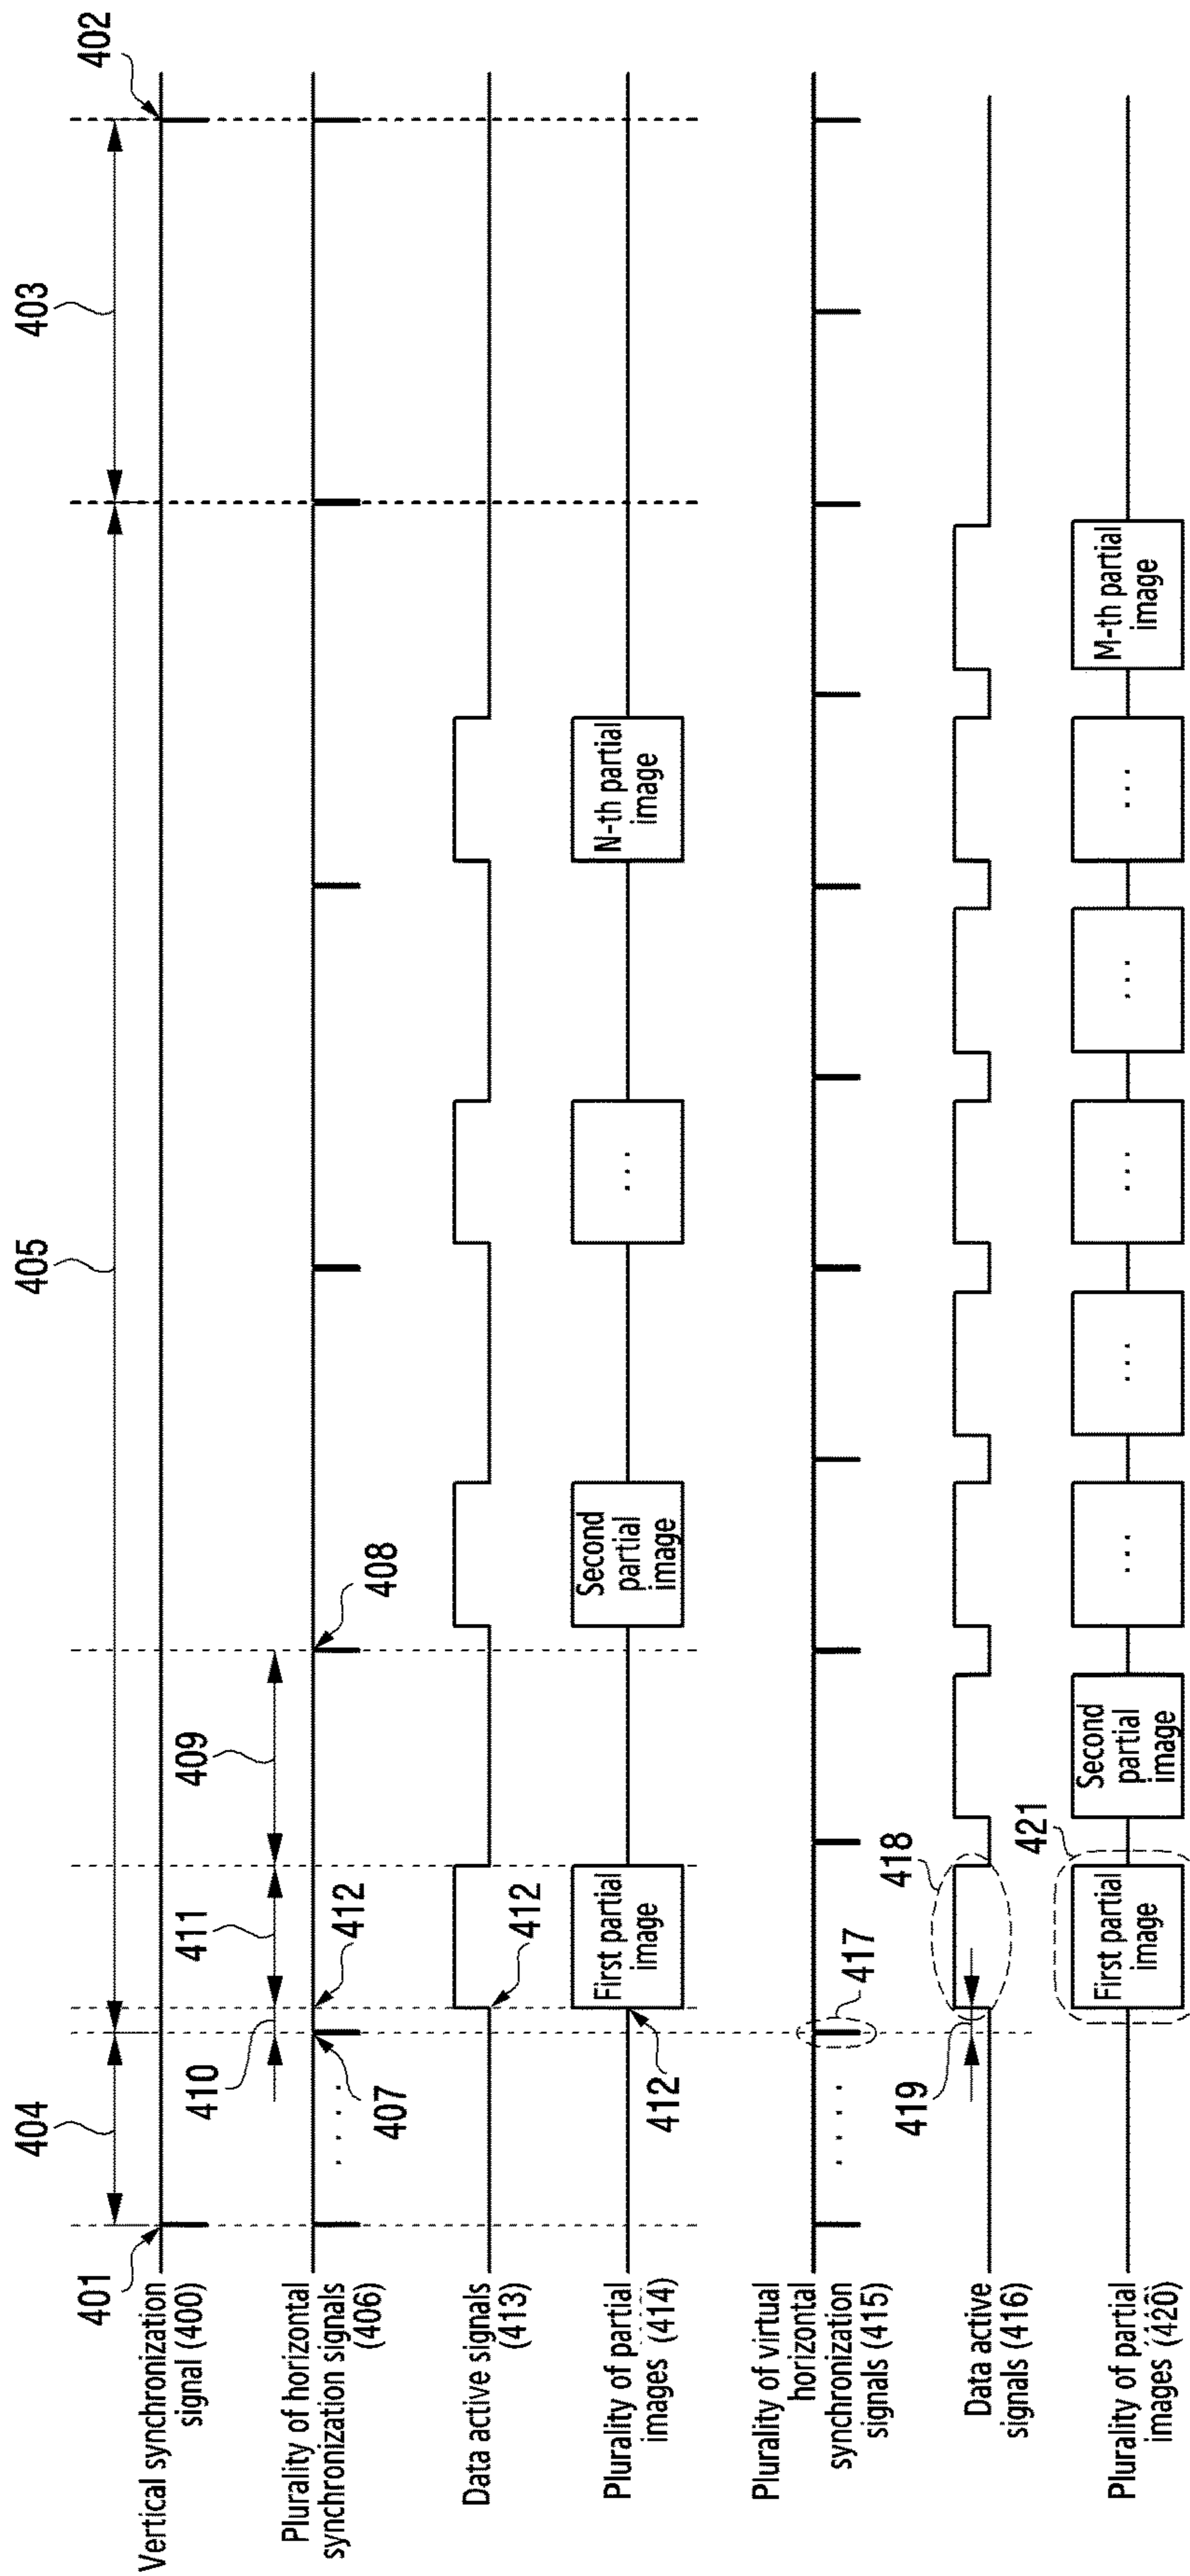 404
405
403
401
402
Vertical synchronization
signal (400)
410
411
409
Plurality of horizontal
synchronization signals
(406)
. . . .
407
412
408
Data active signals
(413)
412
Plurality of partial
images (414)
412
First partial
image
Second
partial
image
. . .
N-th partial
image
Plurality of virtual
horizontal
synchronization
signals (415)
. . . .
417
418
Data active
signals (416)
419
421
Plurality of partial
images (420)
First partial
image
Second
partial
image
. . .
. . .
. . .
. . .
. . .
M-th partial
image